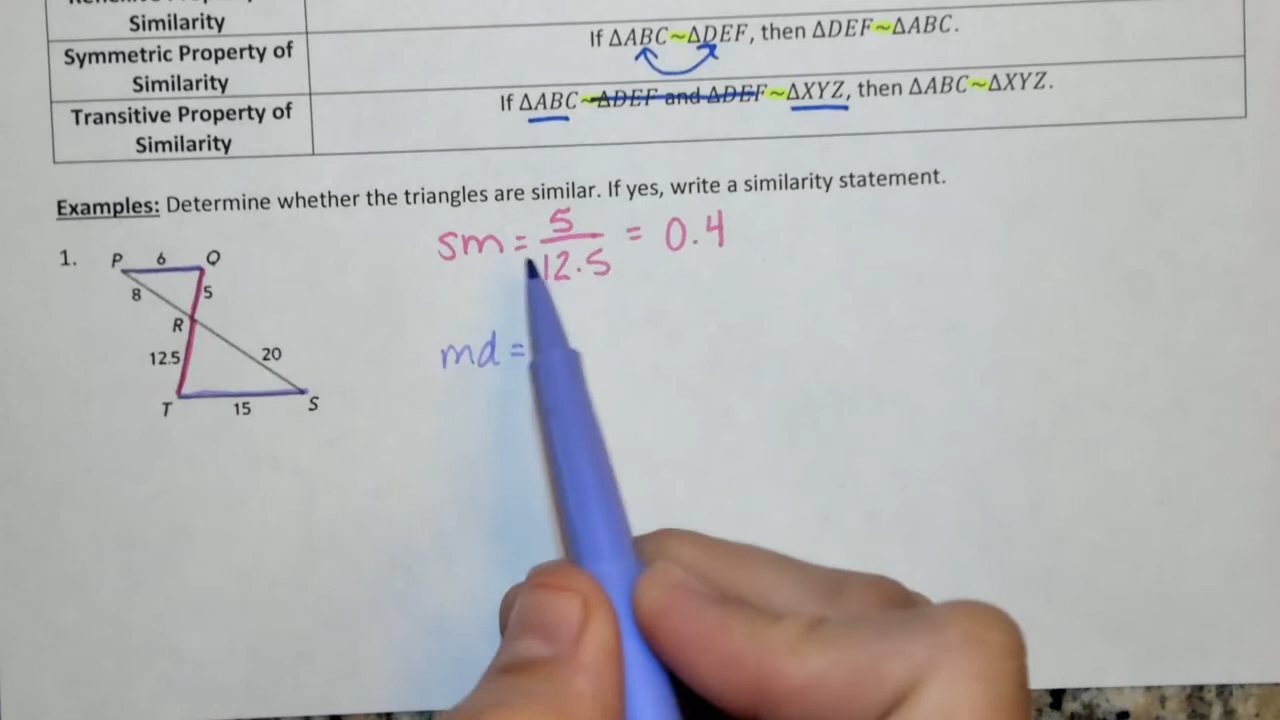 Similarity
Symmetric Property of
Similarity
If ΔABC~ΔDEF, then ΔDEF~ΔABC.
Transitive Property of
Similarity
If ΔABC~ΔDEF and ΔDEF~ΔXYZ, then ΔABC~ΔXYZ.
Examples: Determine whether the triangles are similar. If yes, write a similarity statement.
1.
P 6 Q
8 5
R
12.5 20
T 15 S
sm = 5/12.5 = 0.4
md =